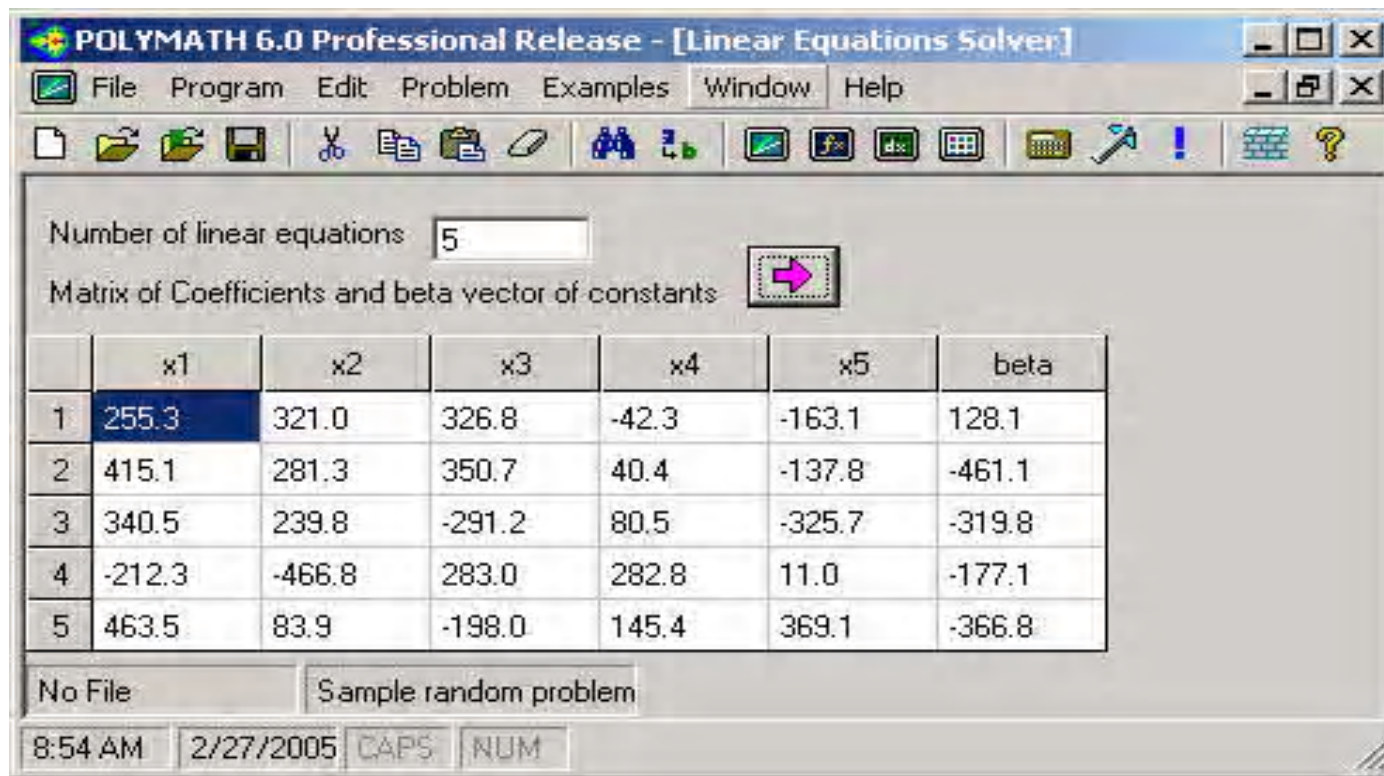 POLYMATH 6.0 Professional Release - [Linear Equations Solver]
File Program Edit Problem Examples Window Help
Number of linear equations 5
Matrix of Coefficients and beta vector of constants
x1 x2 x3 x4 x5 beta
1 255.3 321.0 326.8 -42.3 -163.1 128.1
2 415.1 281.3 350.7 40.4 -137.8 -461.1
3 340.5 239.8 -291.2 80.5 -325.7 -319.8
4 -212.3 -466.8 283.0 282.8 11.0 -177.1
5 463.5 83.9 -198.0 145.4 369.1 -366.8
No File Sample random problem
8:54 AM 2/27/2005 CAPS NUM